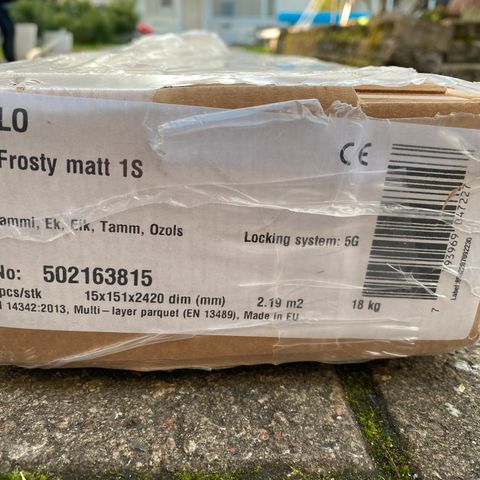 LO
Frosty matt 1S
ammi, Ek, Eik, Tamm, Ozols
Locking system: 5G
No: 502163815
pcs/stk 15x151x2420 dim (mm) 2.19 m2 18 kg
14342:2013, Multi-layer parquet (EN 13489), Made in EU
CE